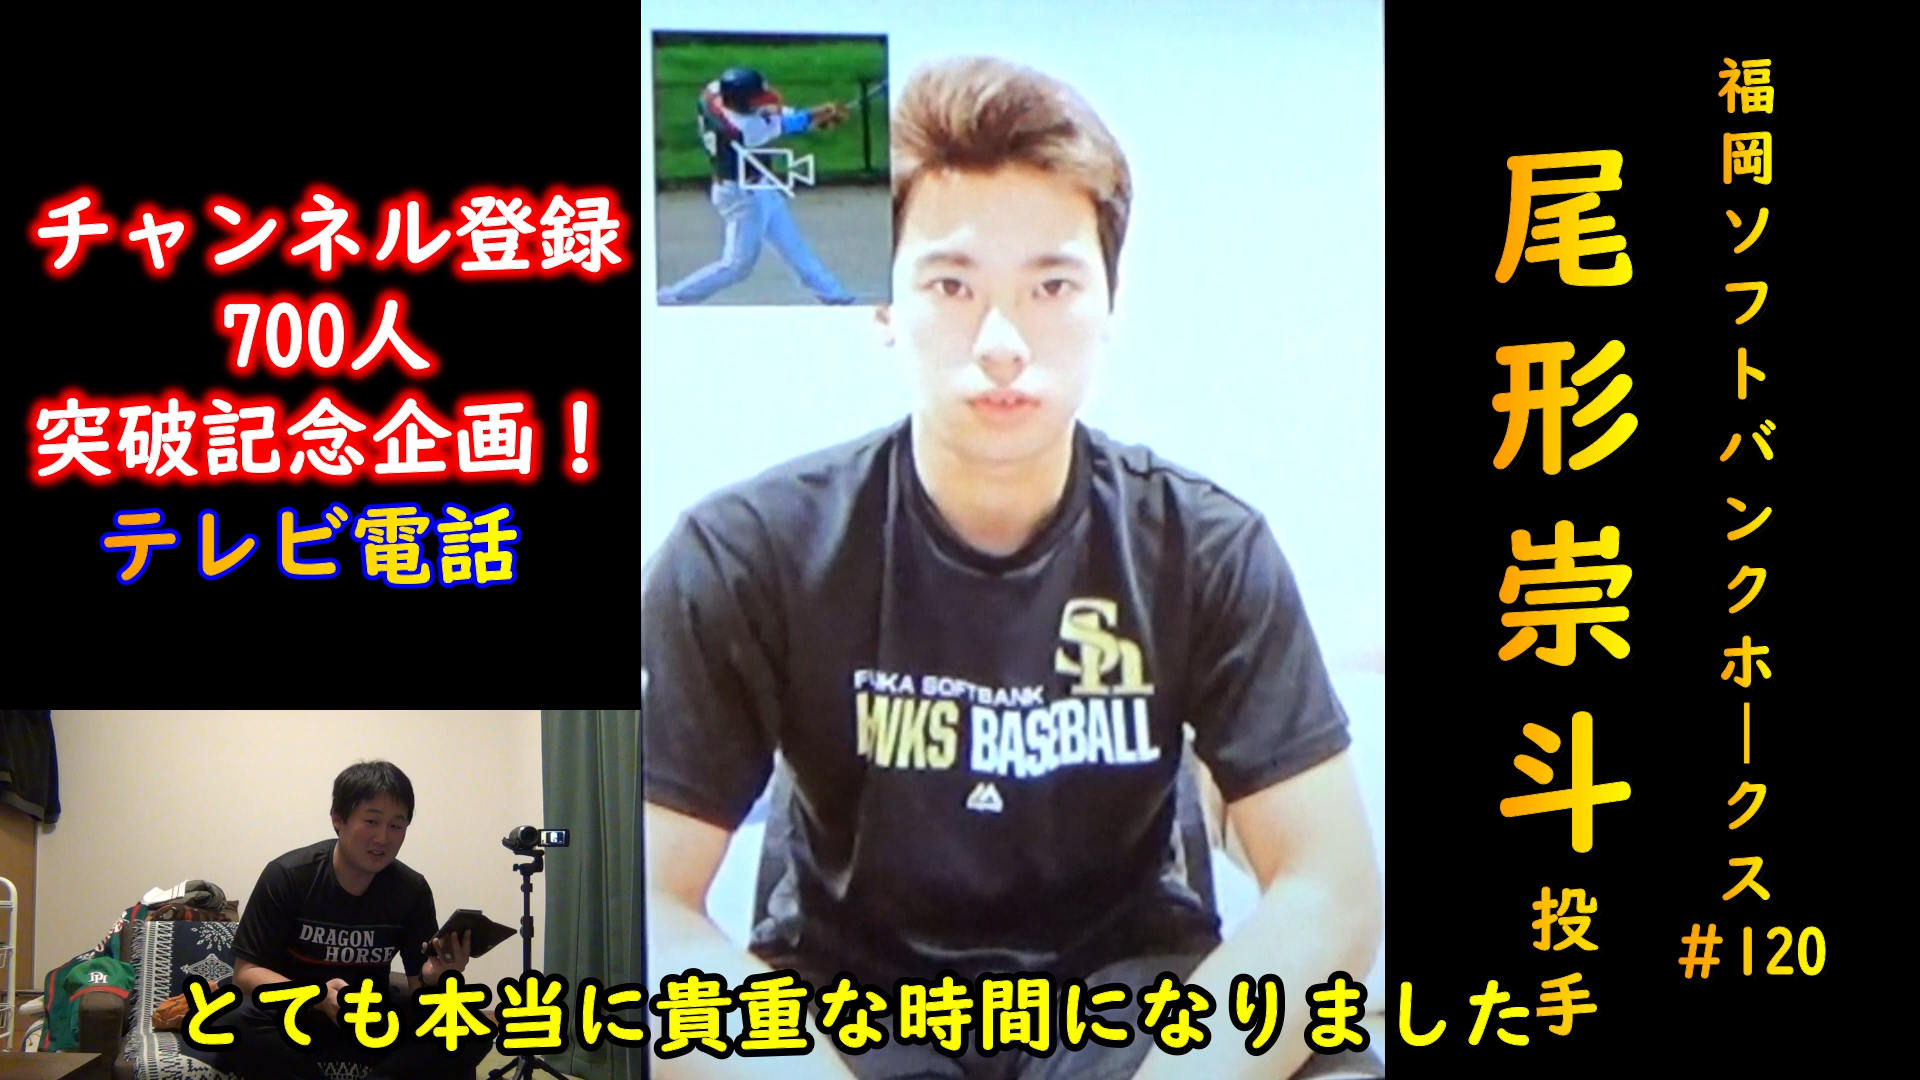 チャンネル登録
700人
突破記念企画！
テレビ電話
福岡ソフトバンクホークス
#120
尾形崇斗 投手
Sh
SOFTBANK
WKS BASEBALL
DRAGON
HORSE
DH
とても本当に貴重な時間になりました